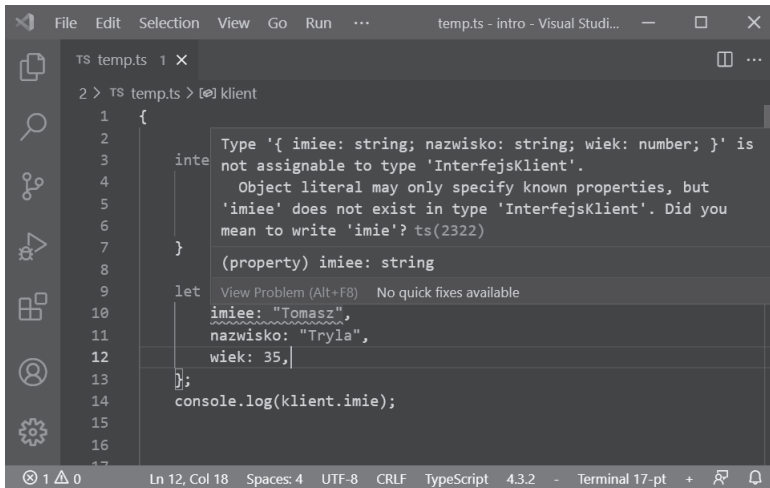 File Edit Selection View Go Run ··· temp.ts - intro - Visual Studi...
TS temp.ts 1
2 > TS temp.ts > klient
1 {
2
3 inte
4
5
6
7 }
8
9 let
10 imiee: "Tomasz",
11 nazwisko: "Tryla",
12 wiek: 35,
13 };
14 console.log(klient.imie);
15
16
17
Type '{ imiee: string; nazwisko: string; wiek: number; }' is
not assignable to type 'InterfejsKlient'.
Object literal may only specify known properties, but
'imiee' does not exist in type 'InterfejsKlient'. Did you
mean to write 'imie'? ts(2322)
(property) imiee: string
View Problem (Alt+F8) No quick fixes available
1 0 Ln 12, Col 18 Spaces: 4 UTF-8 CRLF TypeScript 4.3.2 - Terminal 17-pt +